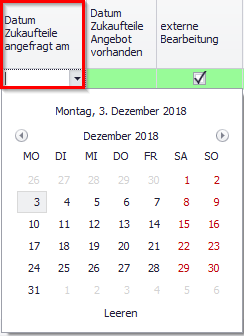 Datum
Zukaufteile
angefragt am
Datum
Zukaufteile
Angebot
vorhanden
externe
Bearbeitung
Montag, 3. Dezember 2018
Dezember 2018
MO DI MI DO FR SA SO
26 27 28 29 30 1 2
3 4 5 6 7 8 9
10 11 12 13 14 15 16
17 18 19 20 21 22 23
24 25 26 27 28 29 30
31 1 2 3 4 5 6
Leeren